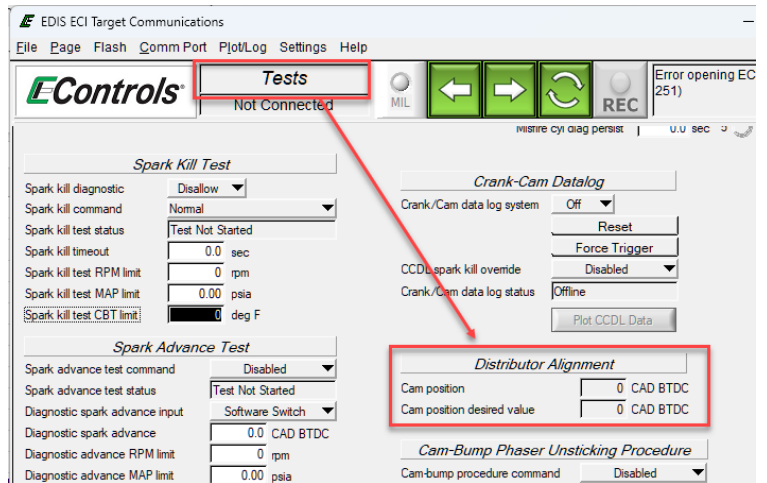 EDIS ECI Target Communications
File Page Flash Comm Port Plot/Log Settings Help
EControls
Tests
Not Connected
MIL
REC
Error opening EC
251)
Misfire cyl diag persist 0.0 sec
Spark Kill Test
Spark kill diagnostic Disallow
Spark kill command Normal
Spark kill test status Test Not Started
Spark kill timeout 0.0 sec
Spark kill test RPM limit 0 rpm
Spark kill test MAP limit 0.00 psia
Spark kill test CBT limit 0 deg F
Spark Advance Test
Spark advance test command Disabled
Spark advance test status Test Not Started
Diagnostic spark advance input Software Switch
Diagnostic spark advance 0.0 CAD BTDC
Diagnostic advance RPM limit 0 rpm
Diagnostic advance MAP limit 0.00 psia
Crank-Cam Datalog
Crank/Cam data log system Off
Reset
Force Trigger
CCDL spark kill override Disabled
Crank/Cam data log status Offline
Plot CCDL Data
Distributor Alignment
Cam position 0 CAD BTDC
Cam position desired value 0 CAD BTDC
Cam-Bump Phaser Unsticking Procedure
Cam-bump procedure command Disabled